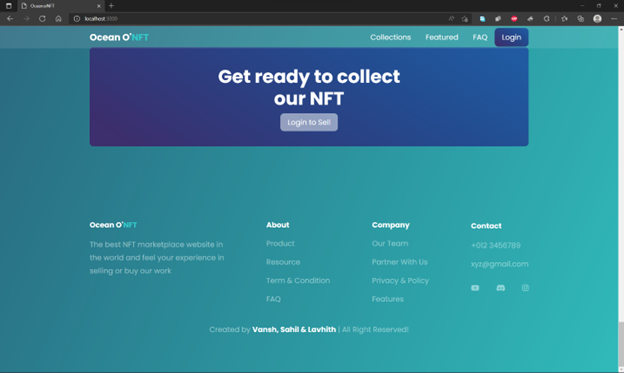 OceanoNFT
localhost:3000
Ocean O'NFT
Collections Featured FAQ Login
Get ready to collect
our NFT
Login to Sell
Ocean O'NFT
The best NFT marketplace website in
the world and feel your experience in
selling or buy our work
About
Product
Resource
Term & Condition
FAQ
Company
Our Team
Partner With Us
Privacy & Policy
Features
Contact
+012 3456789
xyz@gmail.com
Created by Vansh, Sahil & Lavhith | All Right Reserved!